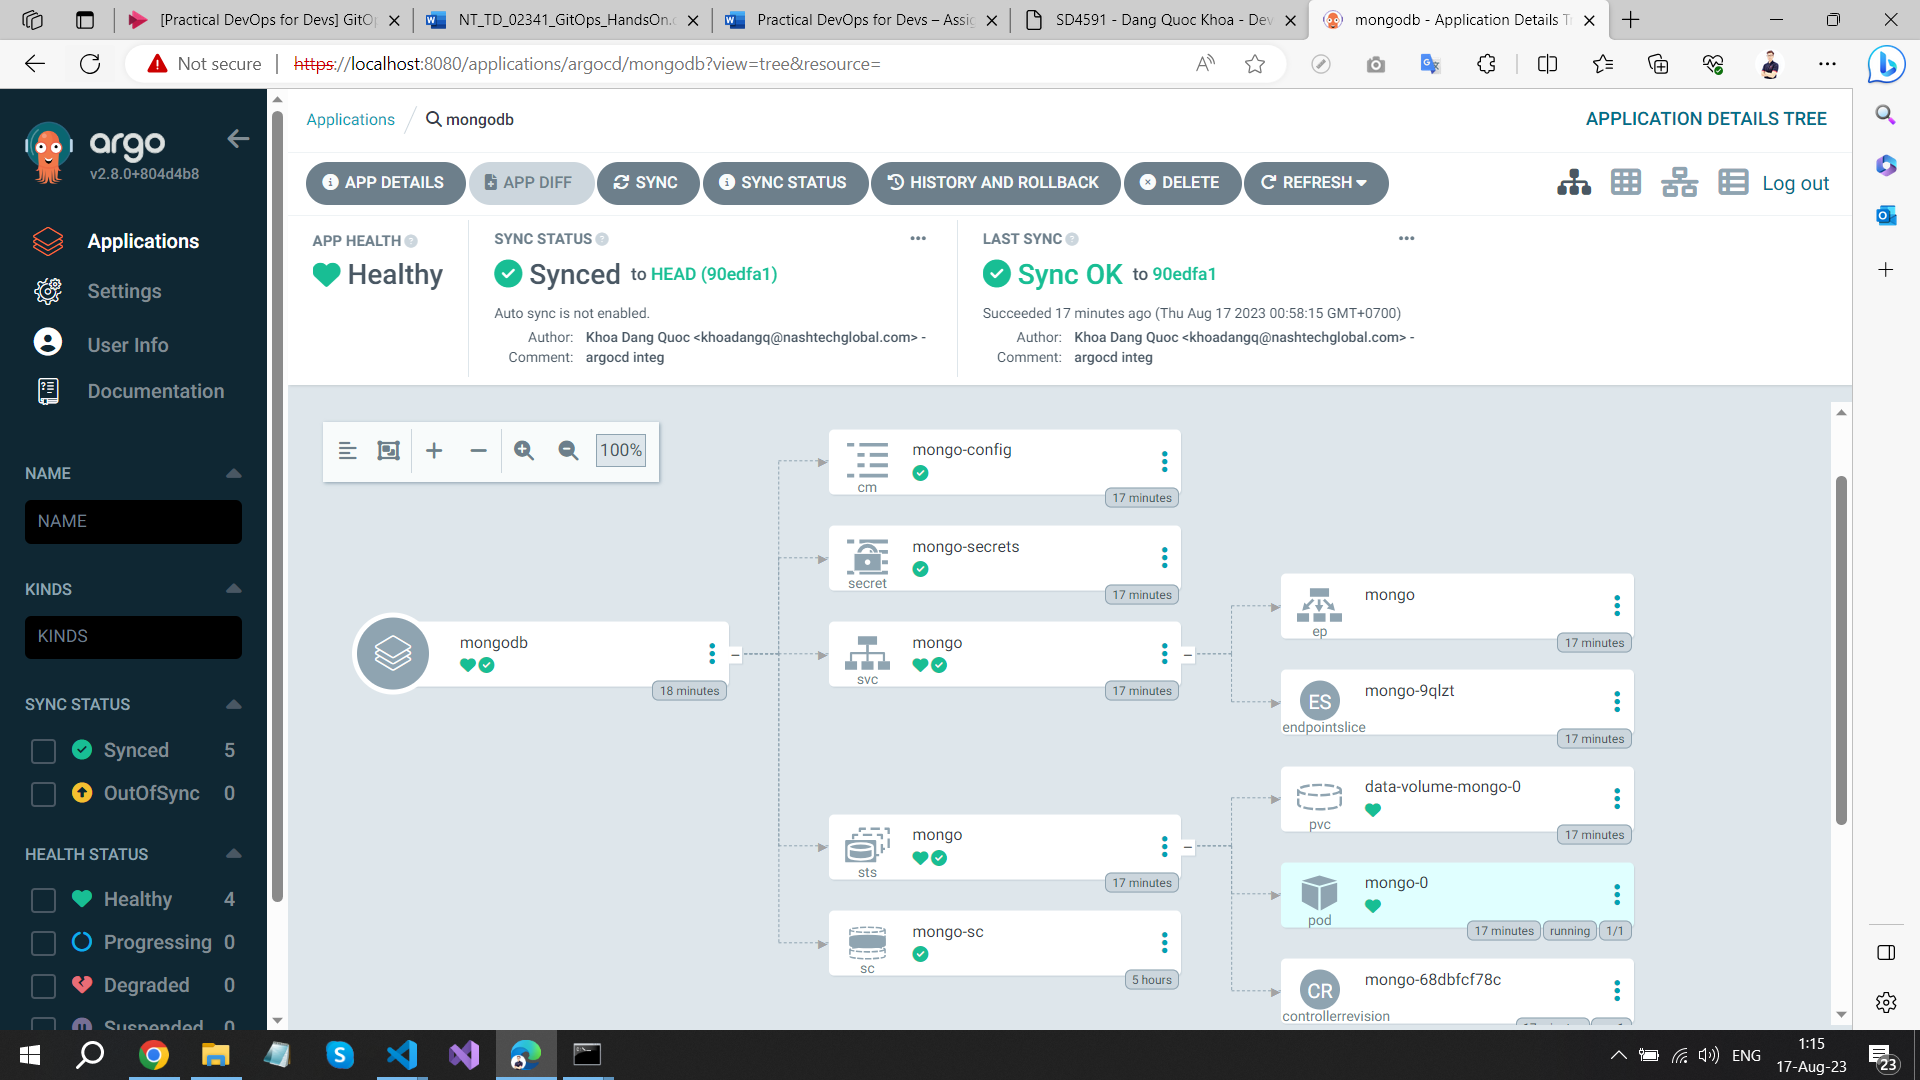 [Practical DevOps for Devs] GitO
NT_TD_02341_GitOps_HandsOn.
Practical DevOps for Devs – Assig
SD4591 - Dang Quoc Khoa - Dev
mongodb - Application Details Tr
Not secure
https://localhost:8080/applications/argocd/mongodb?view=tree&resource=
argo
v2.8.0+804d4b8
Applications
Settings
User Info
Documentation
NAME
NAME
KINDS
KINDS
SYNC STATUS
Synced 5
OutOfSync 0
HEALTH STATUS
Healthy 4
Progressing 0
Degraded 0
Suspended 0
Applications / mongodb
APPLICATION DETAILS TREE
APP DETAILS
APP DIFF
SYNC
SYNC STATUS
HISTORY AND ROLLBACK
DELETE
REFRESH
Log out
APP HEALTH
Healthy
SYNC STATUS
Synced to HEAD (90edfa1)
Auto sync is not enabled.
Author: Khoa Dang Quoc <khoadangq@nashtechglobal.com> -
Comment: argocd integ
LAST SYNC
Sync OK to 90edfa1
Succeeded 17 minutes ago (Thu Aug 17 2023 00:58:15 GMT+0700)
Author: Khoa Dang Quoc <khoadangq@nashtechglobal.com> -
Comment: argocd integ
100%
mongodb
18 minutes
mongo-config
cm
17 minutes
mongo-secrets
secret
17 minutes
mongo
svc
17 minutes
mongo
sts
17 minutes
mongo-sc
sc
5 hours
mongo
ep
17 minutes
mongo-9qlzt
ES
endpointslice
17 minutes
data-volume-mongo-0
pvc
17 minutes
mongo-0
pod
17 minutes running 1/1
mongo-68dbfcf78c
CR
controllerrevision
ENG
1:15
17-Aug-23
23